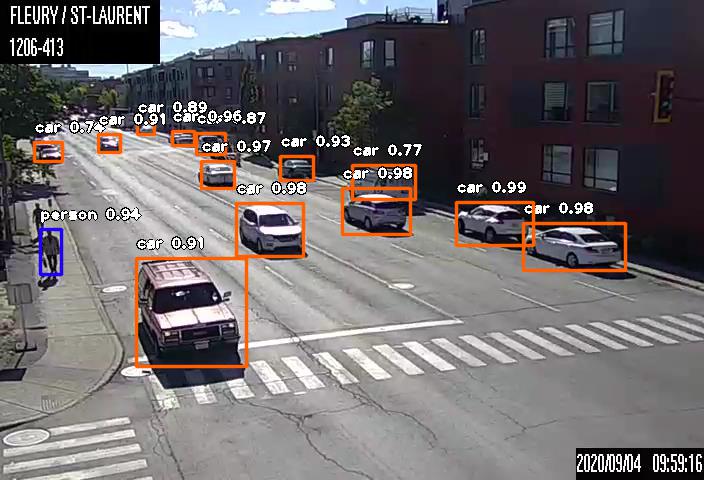 FLEURY / ST-LAURENT
1206-413
car 0.89
car 0.96
.87
car 0.91
car 0.74
car 0.97
car 0.93
car 0.77
car 0.98
car 0.98
car 0.99
car 0.98
person 0.94
car 0.91
2020/09/04 09:59:16